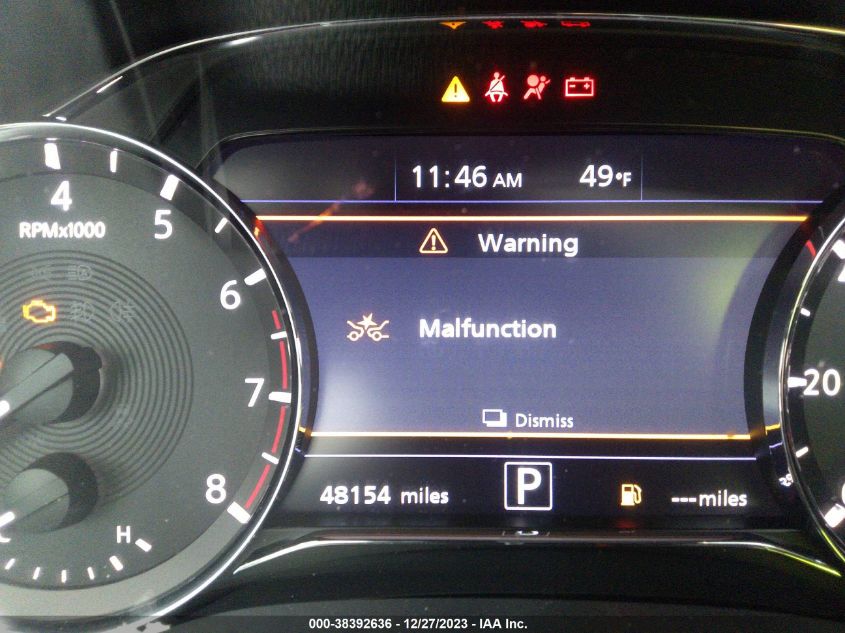 11:46 AM 49°F
Warning
4
5
RPMx1000
6
Malfunction
7
20
Dismiss
8
48154 miles P ---miles
C H
000-38392636 - 12/27/2023 - IAA Inc.